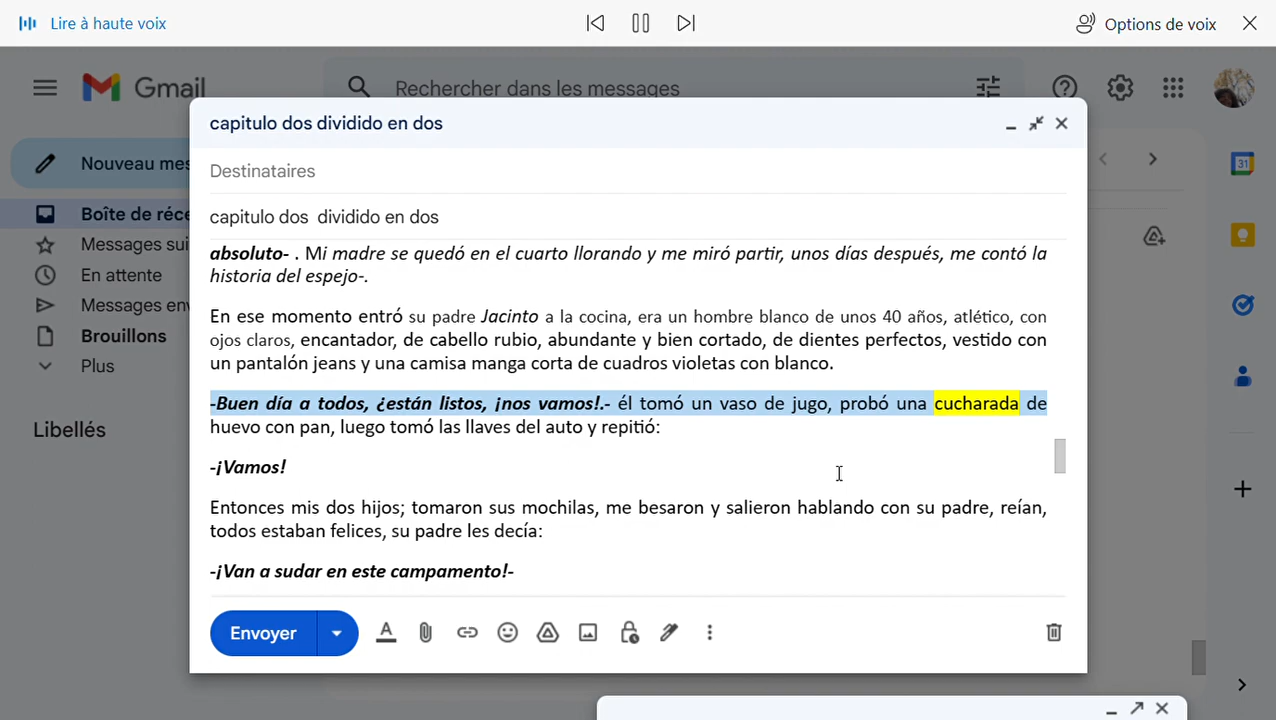 Lire à haute voix
Options de voix
Gmail
Rechercher dans les messages
capitulo dos dividido en dos
Nouveau mes
Destinataires
31
Boîte de réce
capitulo dos  dividido en dos
Messages sui
absoluto- . Mi madre se quedó en el cuarto llorando y me miró partir, unos días después, me contó la
historia del espejo-.
En attente
Messages env
En ese momento entró su padre Jacinto a la cocina, era un hombre blanco de unos 40 años, atlético, con
Brouillons
ojos claros, encantador, de cabello rubio, abundante y bien cortado, de dientes perfectos, vestido con
Plus
un pantalón jeans y una camisa manga corta de cuadros violetas con blanco.
-Buen día a todos, ¿están listos, ¡nos vamos!.- él tomó un vaso de jugo, probó una cucharada de
Libellés
huevo con pan, luego tomó las llaves del auto y repitió:
-¡Vamos!
Entonces mis dos hijos; tomaron sus mochilas, me besaron y salieron hablando con su padre, reían,
todos estaban felices, su padre les decía:
-¡Van a sudar en este campamento!-
Envoyer